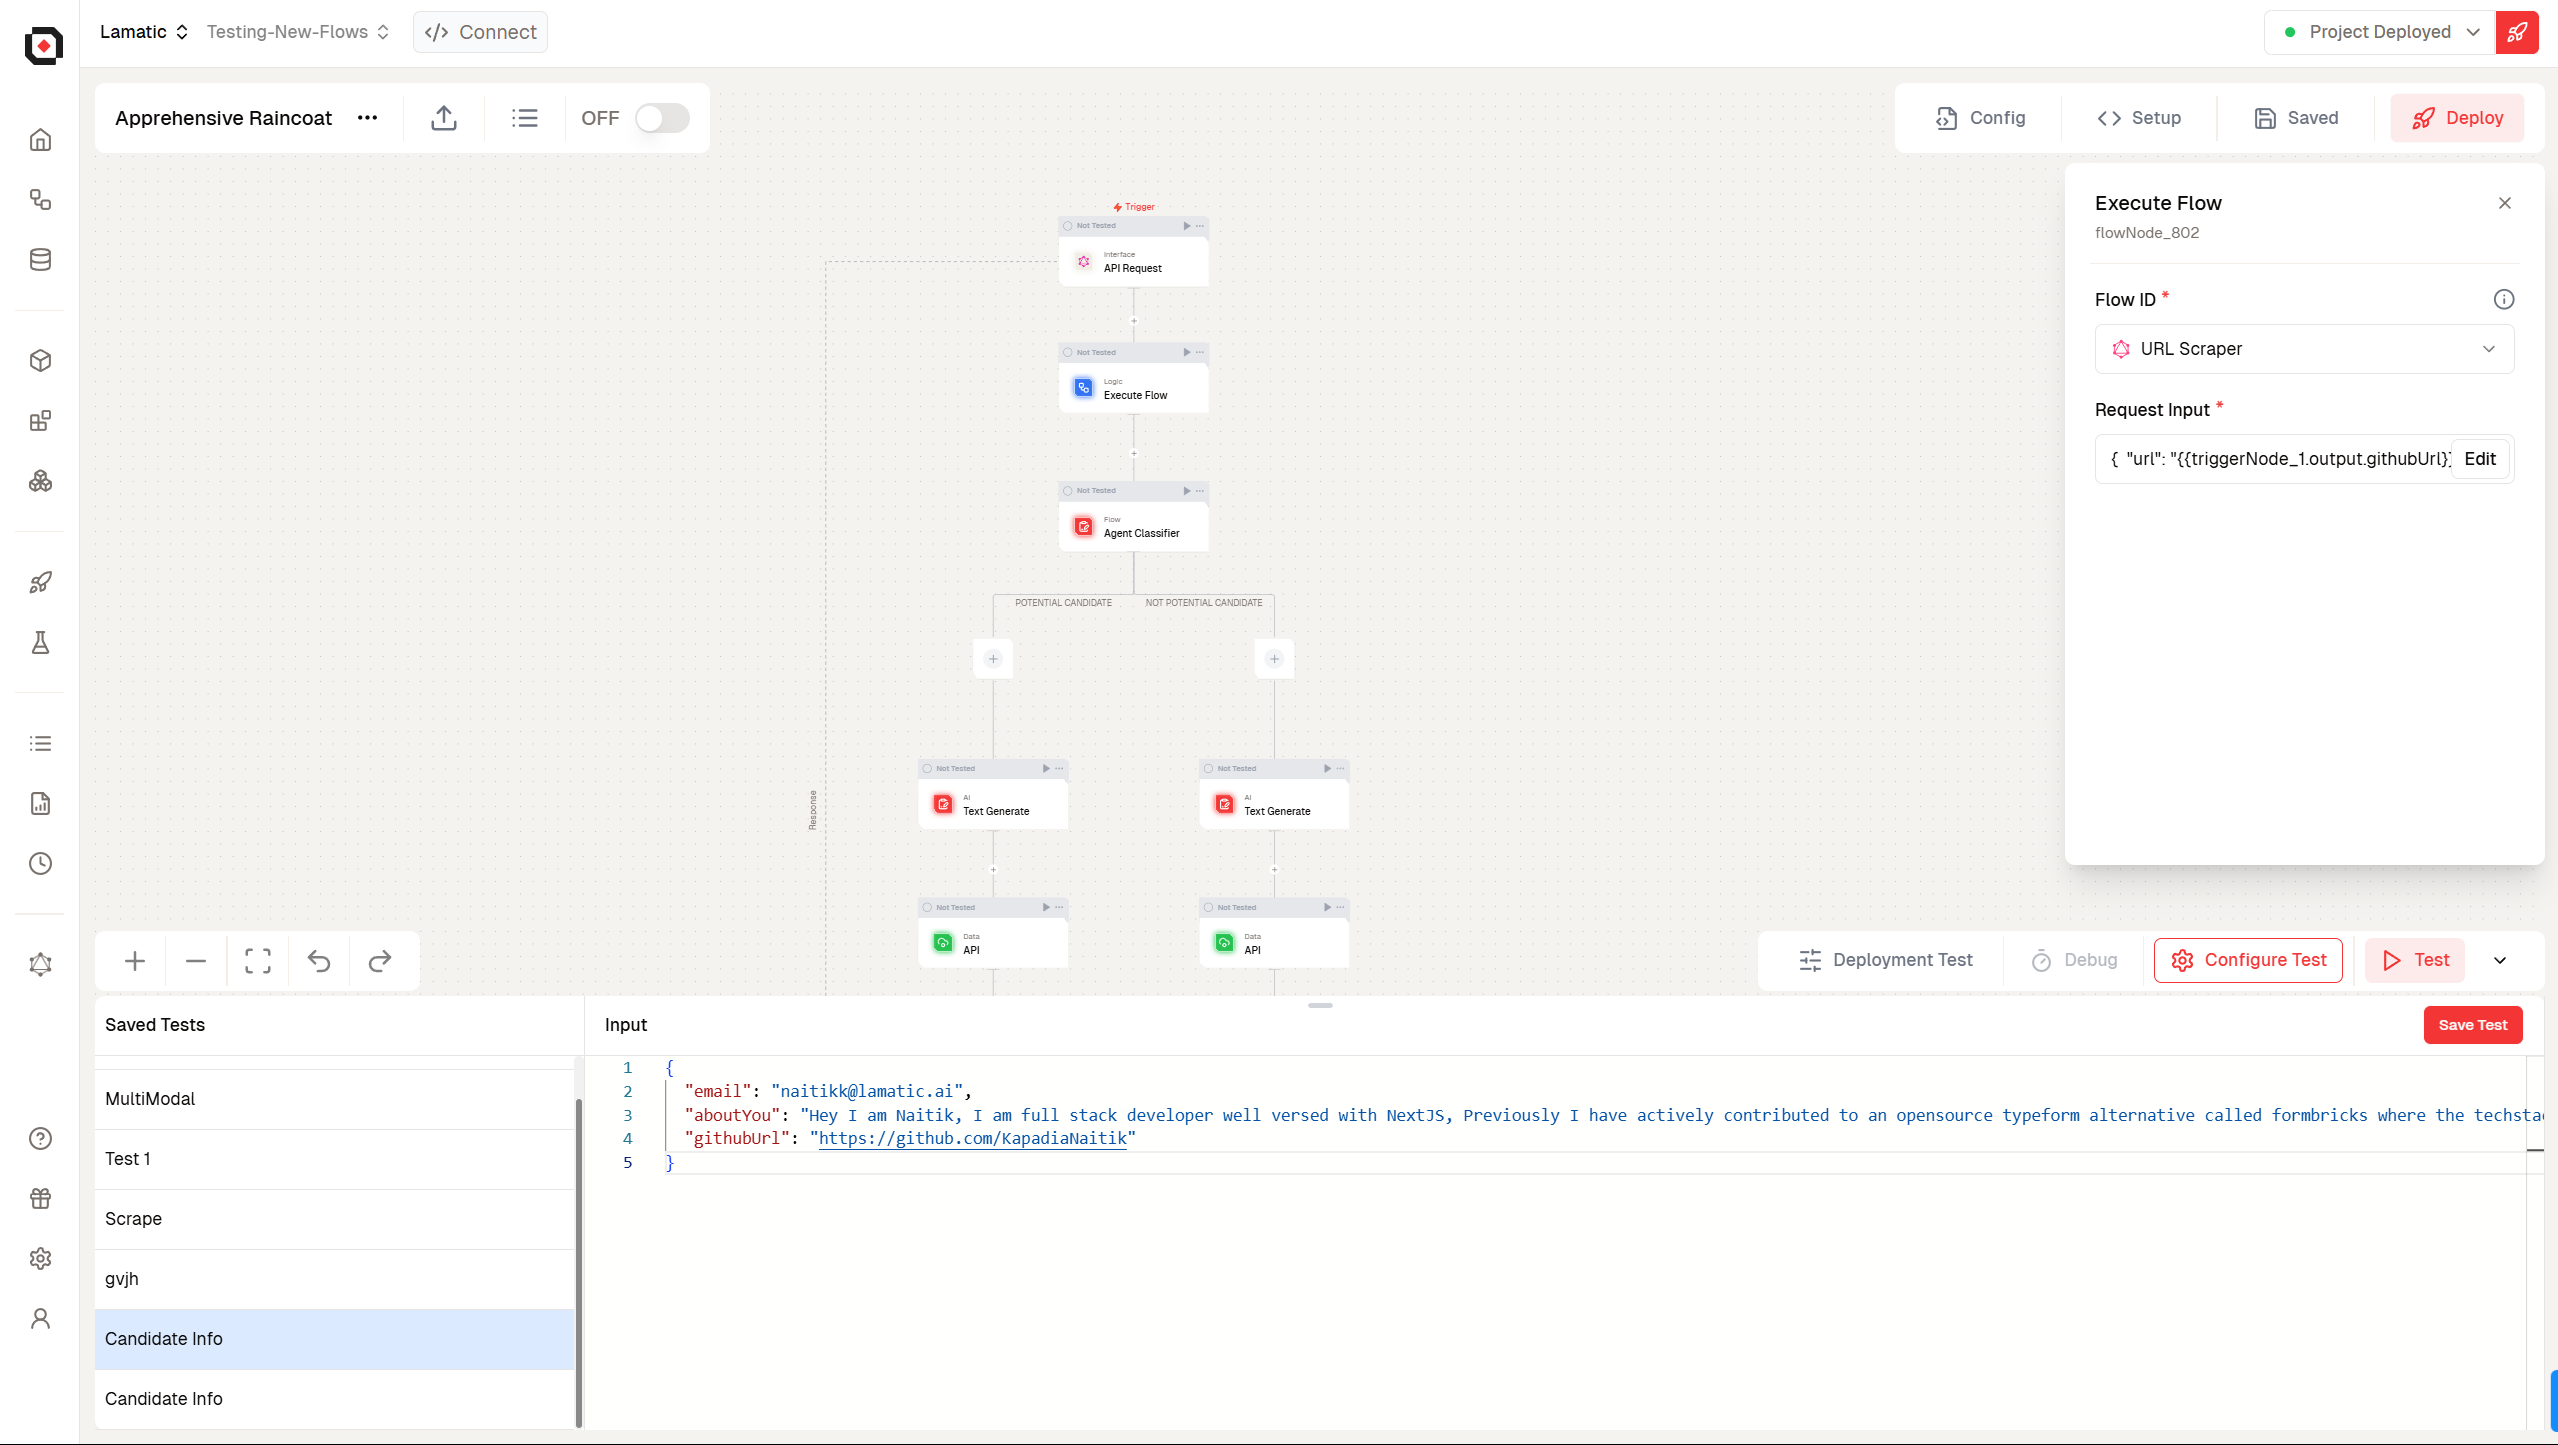 Lamatic
Testing-New-Flows
Connect
Project Deployed
Apprehensive Raincoat
OFF
Config
Setup
Saved
Deploy
Trigger
Not Tested
Interface
API Request
Not Tested
Logic
Execute Flow
Not Tested
Flow
Agent Classifier
POTENTIAL CANDIDATE
NOT POTENTIAL CANDIDATE
Not Tested
AI
Text Generate
Not Tested
AI
Text Generate
Response
Not Tested
Data
API
Not Tested
Data
API
Execute Flow
flowNode_802
Flow ID *
URL Scraper
Request Input *
{ "url": "{{triggerNode_1.output.githubUrl}}
Edit
Deployment Test
Debug
Configure Test
Test
Saved Tests
MultiModal
Test 1
Scrape
gvjh
Candidate Info
Candidate Info
Input
Save Test
1 {
2 "email": "naitikk@lamatic.ai",
3 "aboutYou": "Hey I am Naitik, I am full stack developer well versed with NextJS, Previously I have actively contributed to an opensource typeform alternative called formbricks where the techsta
4 "githubUrl": "https://github.com/KapadiaNaitik"
5 }